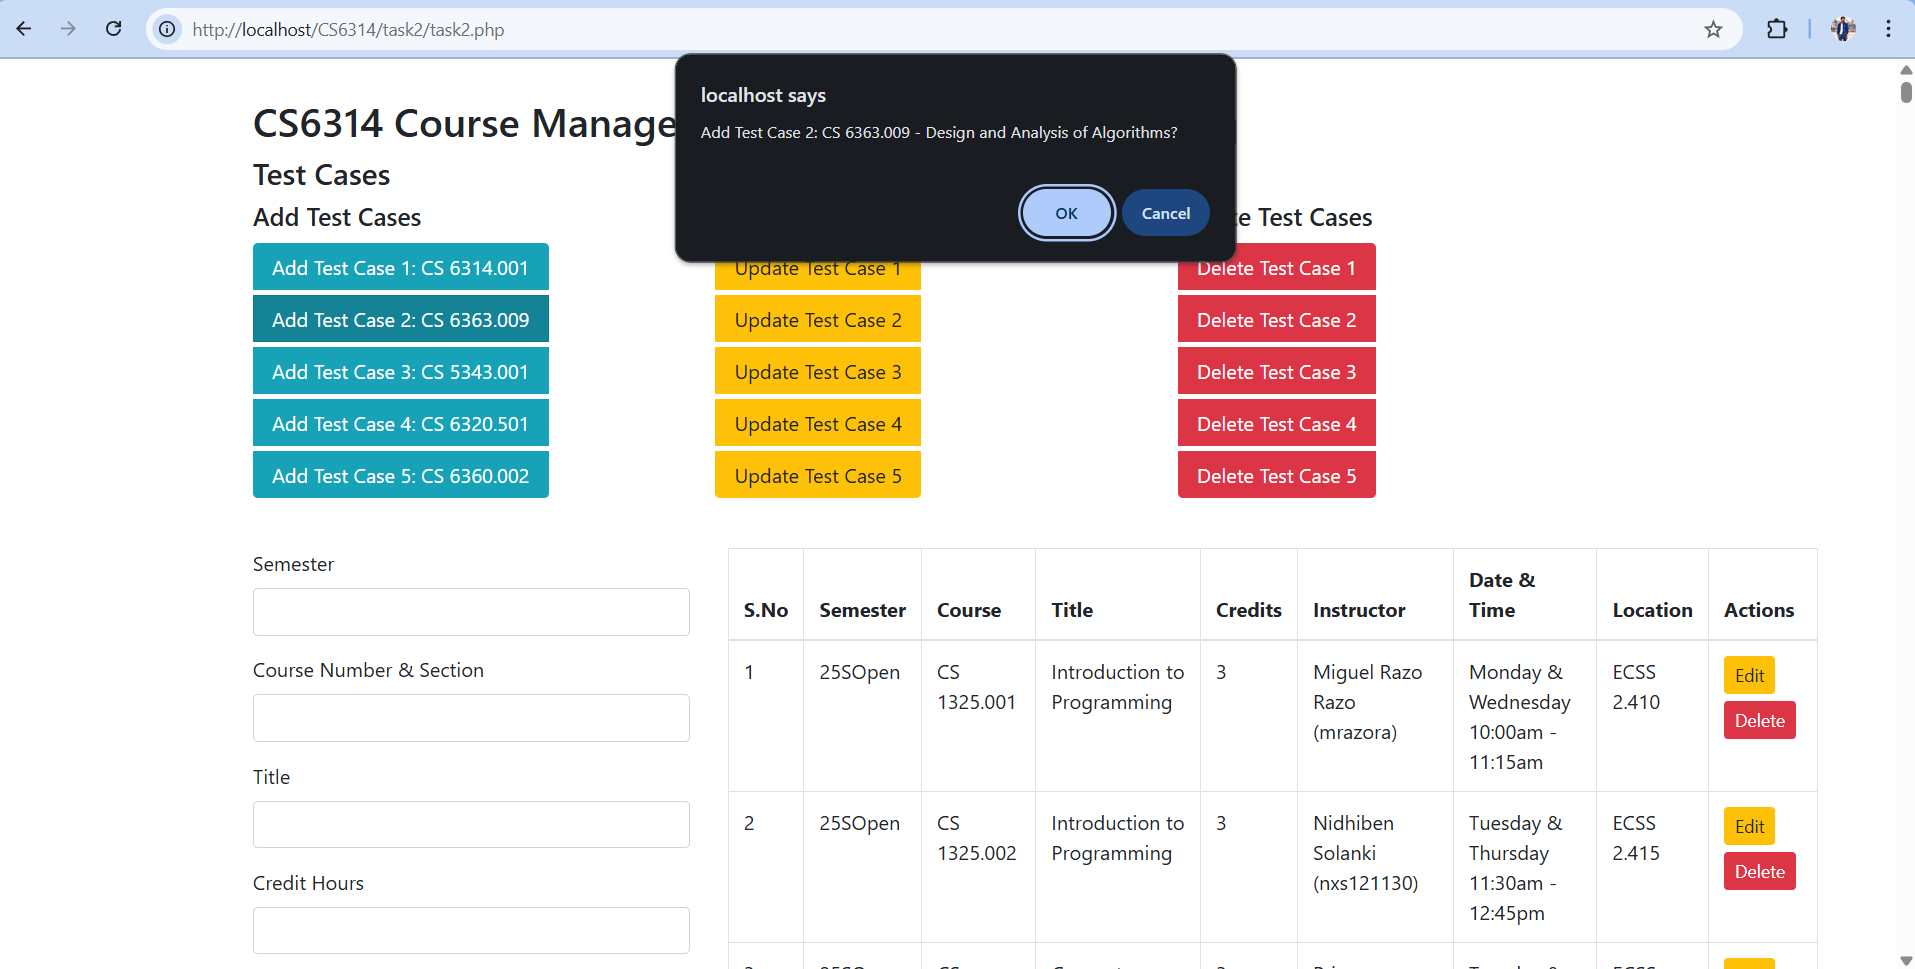 http://localhost/CS6314/task2/task2.php
localhost says
Add Test Case 2: CS 6363.009 - Design and Analysis of Algorithms?
OK
Cancel
CS6314 Course Manage
Test Cases
Add Test Cases
Add Test Case 1: CS 6314.001
Add Test Case 2: CS 6363.009
Add Test Case 3: CS 5343.001
Add Test Case 4: CS 6320.501
Add Test Case 5: CS 6360.002
Update Test Case 1
Update Test Case 2
Update Test Case 3
Update Test Case 4
Update Test Case 5
e Test Cases
Delete Test Case 1
Delete Test Case 2
Delete Test Case 3
Delete Test Case 4
Delete Test Case 5
Semester
Course Number & Section
Title
Credit Hours
S.No Semester Course Title Credits Instructor Date &
Time Location Actions
1 25SOpen CS
1325.001
Introduction to
Programming
3
Miguel Razo
Razo
(mrazora)
Monday &
Wednesday
10:00am -
11:15am
ECSS
2.410
Edit
Delete
2 25SOpen CS
1325.002
Introduction to
Programming
3
Nidhiben
Solanki
(nxs121130)
Tuesday &
Thursday
11:30am -
12:45pm
ECSS
2.415
Edit
Delete